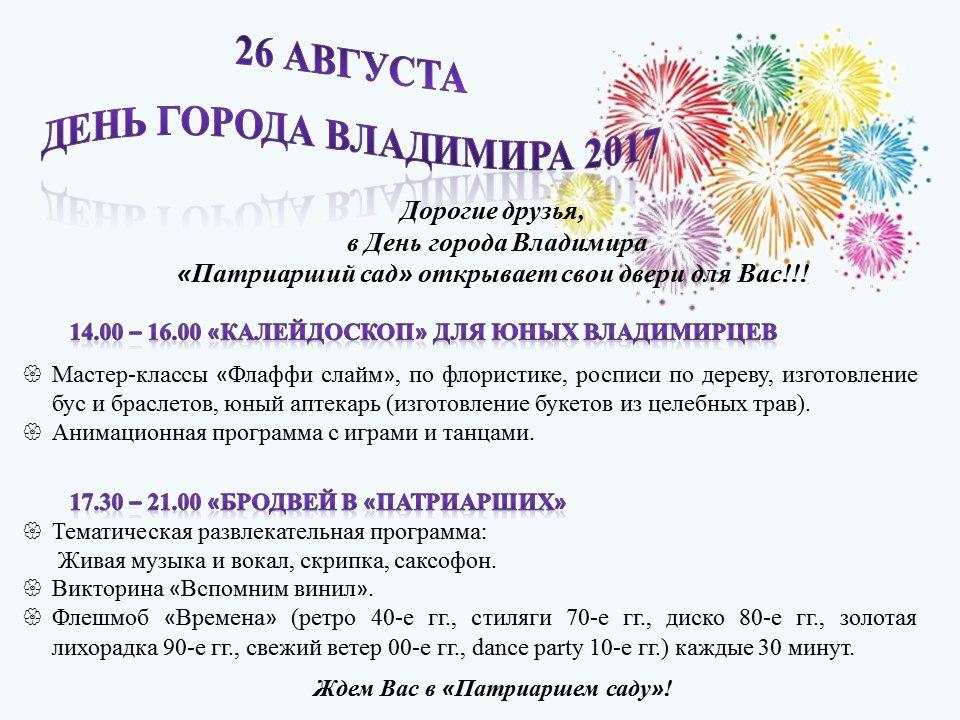 26 АВГУСТА
ДЕНЬ ГОРОДА ВЛАДИМИРА 2017
Дорогие друзья,
в День города Владимира
«Патриарший сад» открывает свои двери для Вас!!!
14.00 – 16.00 «КАЛЕЙДОСКОП» ДЛЯ ЮНЫХ ВЛАДИМИРЦЕВ
Мастер-классы «Флаффи слайм», по флористике, росписи по дереву, изготовление
бус и браслетов, юный аптекарь (изготовление букетов из целебных трав).
Анимационная программа с играми и танцами.
17.30 – 21.00 «БРОДВЕЙ В «ПАТРИАРШИХ»
Тематическая развлекательная программа:
Живая музыка и вокал, скрипка, саксофон.
Викторина «Вспомним винил».
Флешмоб «Времена» (ретро 40-е гг., стиляги 70-е гг., диско 80-е гг., золотая
лихорадка 90-е гг., свежий ветер 00-е гг., dance party 10-е гг.) каждые 30 минут.
Ждем Вас в «Патриаршем саду»!